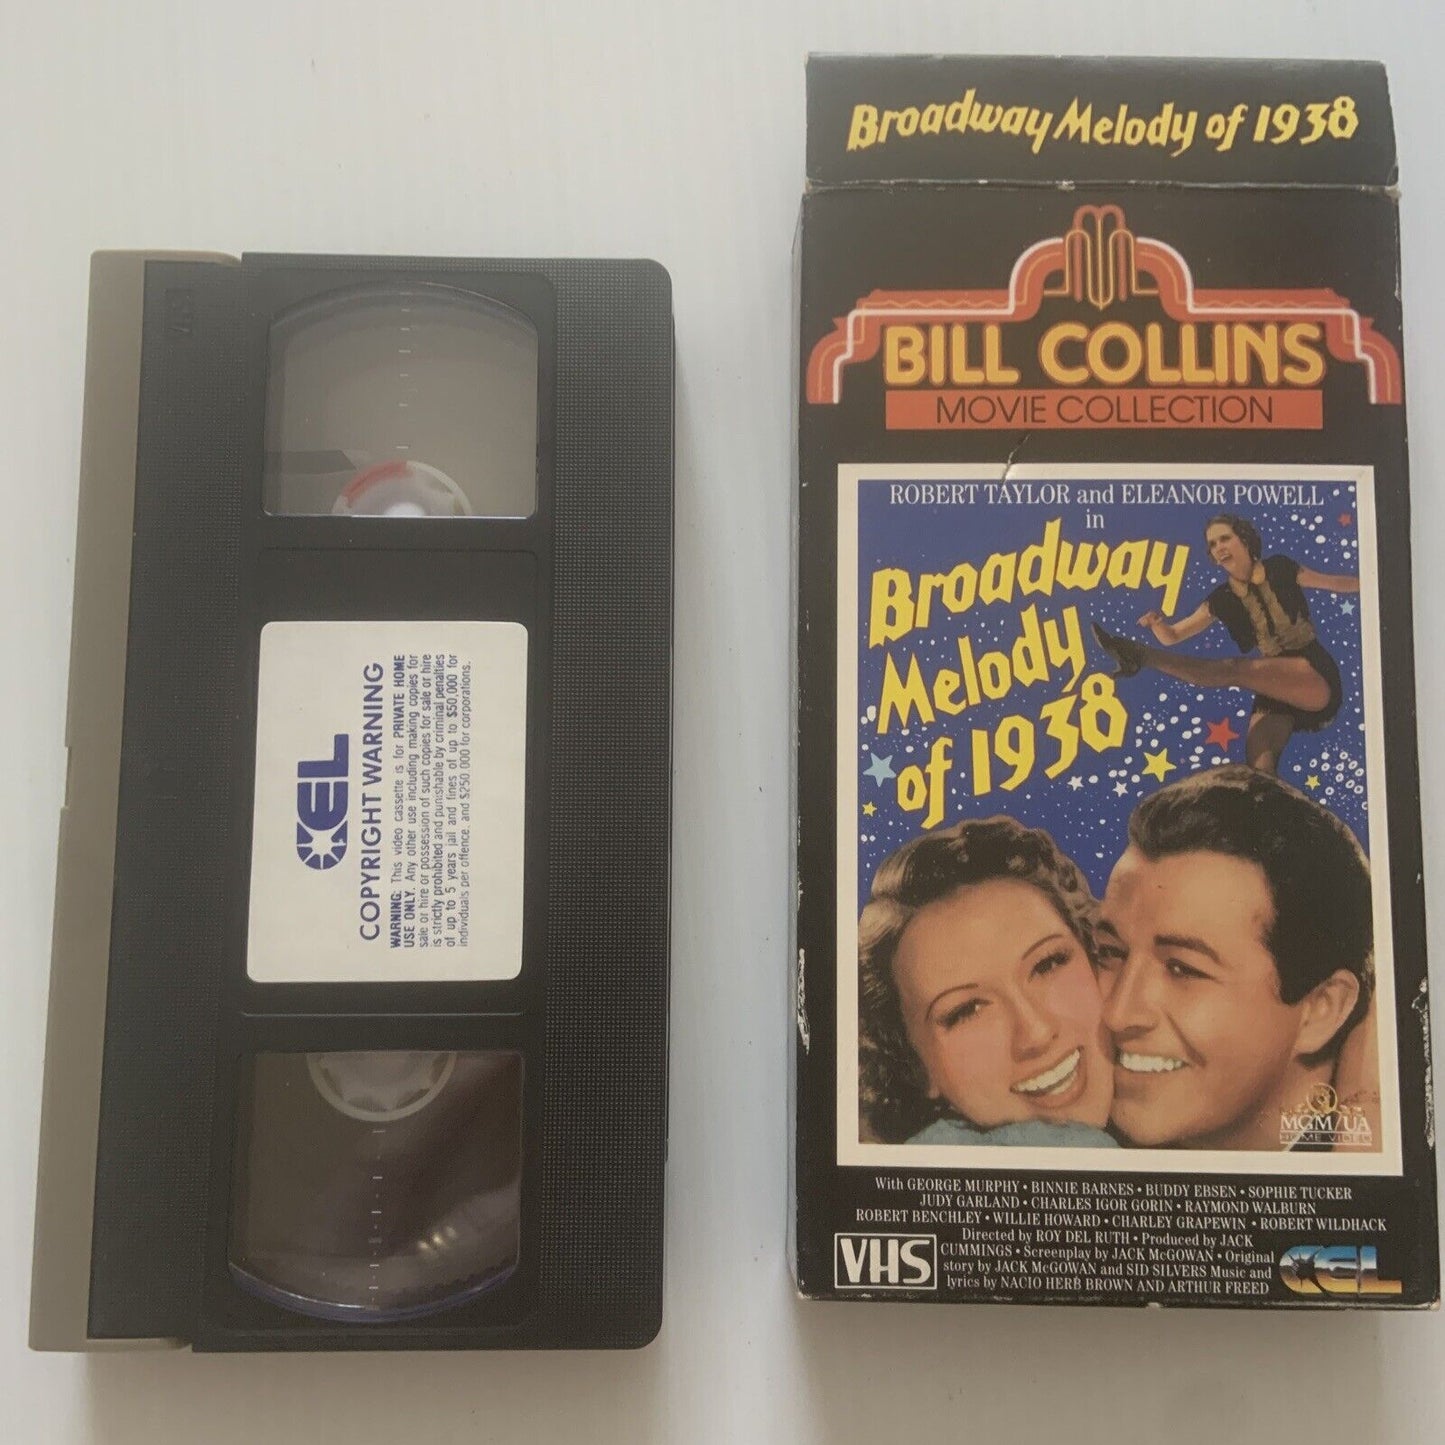 CEL
COPYRIGHT WARNING
WARNING: This video cassette is for PRIVATE HOME
USE ONLY. Any other use including making copies for
sale or hire or possession of such copies for sale or hire
is strictly prohibited and punishable by criminal penalties
of up to 5 years jail and fines of up to $50,000 for
individuals per offence, and $250 000 for corporations.
Broadway Melody of 1938
BILL COLLINS
MOVIE COLLECTION
ROBERT TAYLOR and ELEANOR POWELL
in
Broadway
Melody
of 1938
MGM/UA
HOME VIDEO
With GEORGE MURPHY • BINNIE BARNES • BUDDY EBSEN • SOPHIE TUCKER
JUDY GARLAND • CHARLES IGOR GORIN • RAYMOND WALBURN
ROBERT BENCHLEY • WILLIE HOWARD • CHARLEY GRAPEWIN • ROBERT WILDHACK
Directed by ROY DEL RUTH • Produced by JACK
CUMMINGS • Screenplay by JACK McGOWAN • Original
story by JACK McGOWAN and SID SILVERS Music and
lyrics by NACIO HERB BROWN AND ARTHUR FREED
VHS
CEL